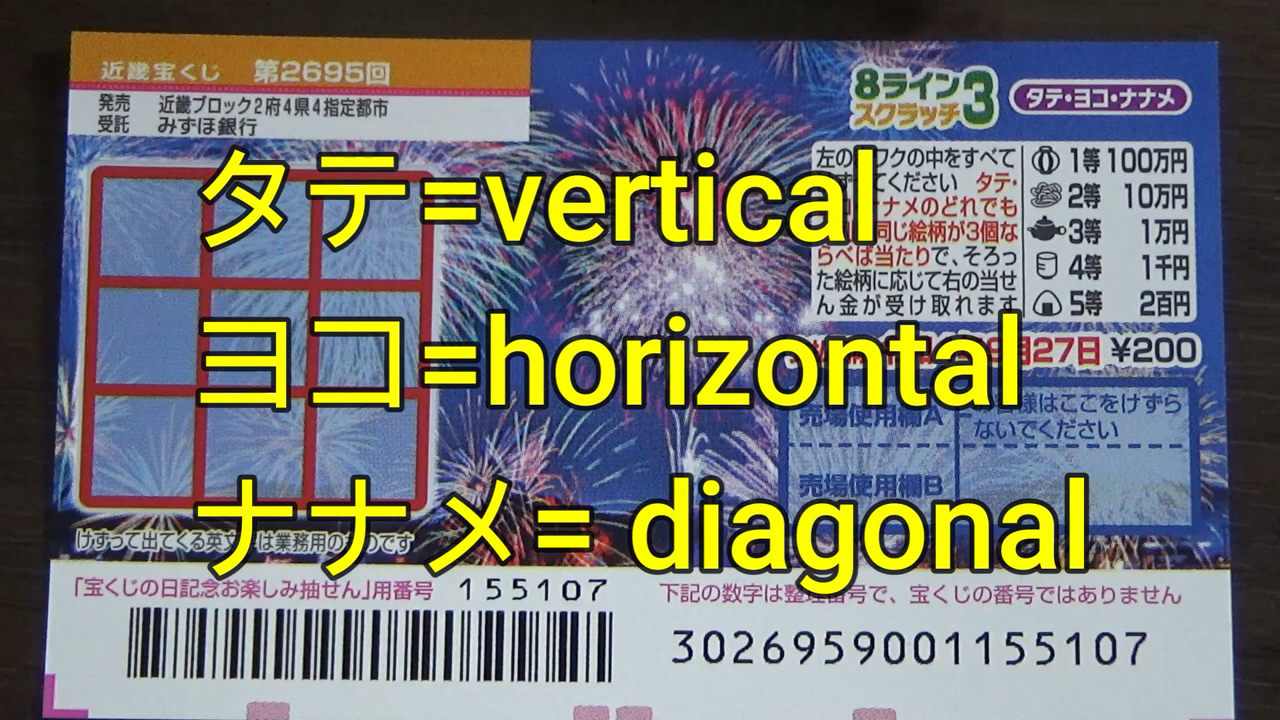 近畿宝くじ 第2695回
発売 近畿ブロック2府4県4指定都市
受託 みずほ銀行
8ライン
スクラッチ3
タテ・ヨコ・ナナメ
左の ワクの中をすべて
ずってください タテ・
ナメのどれでも
同じ絵柄が3個な
らべば当たりで、そろっ
た絵柄に応じて右の当せ
ん金が受け取れます
1等 100万円
2等 10万円
3等 1万円
4等 1千円
5等 2百円
タテ=vertical
ヨコ=horizontal
ナナメ= diagonal
月27日 ¥200
売場使用欄A
の皆様はここをけずら
ないでください
売場使用欄B
けずって出てくる英文 は業務用の のです
「宝くじの日記念お楽しみ抽せん」用番号 155107
下記の数字は整理番号で、宝くじの番号ではありません
3026959001155107